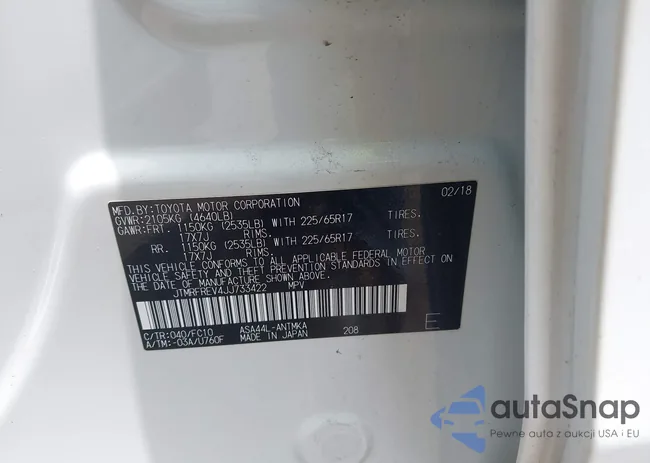 MFD. BY:TOYOTA MOTOR CORPORATION 02/18
GVWR:2105KG (4640LB)
GAWR:FRT. 1150KG (2535LB) WITH 225/65R17 TIRES.
17X7J RIMS.
RR. 1150KG (2535LB) WITH 225/65R17 TIRES.
17X7J RIMS.
THIS VEHICLE CONFORMS TO ALL APPLICABLE FEDERAL MOTOR
VEHICLE SAFETY AND THEFT PREVENTION STANDARDS IN EFFECT ON
THE DATE OF MANUFACTURE SHOWN ABOVE.
JTMRFREV4JJ733422 MPV
C/TR:040/FC10 ASA44L-ANTMKA 208 E
A/TM:-03A/U760F MADE IN JAPAN
autaSnap
Pewne auta z aukcji USA i EU